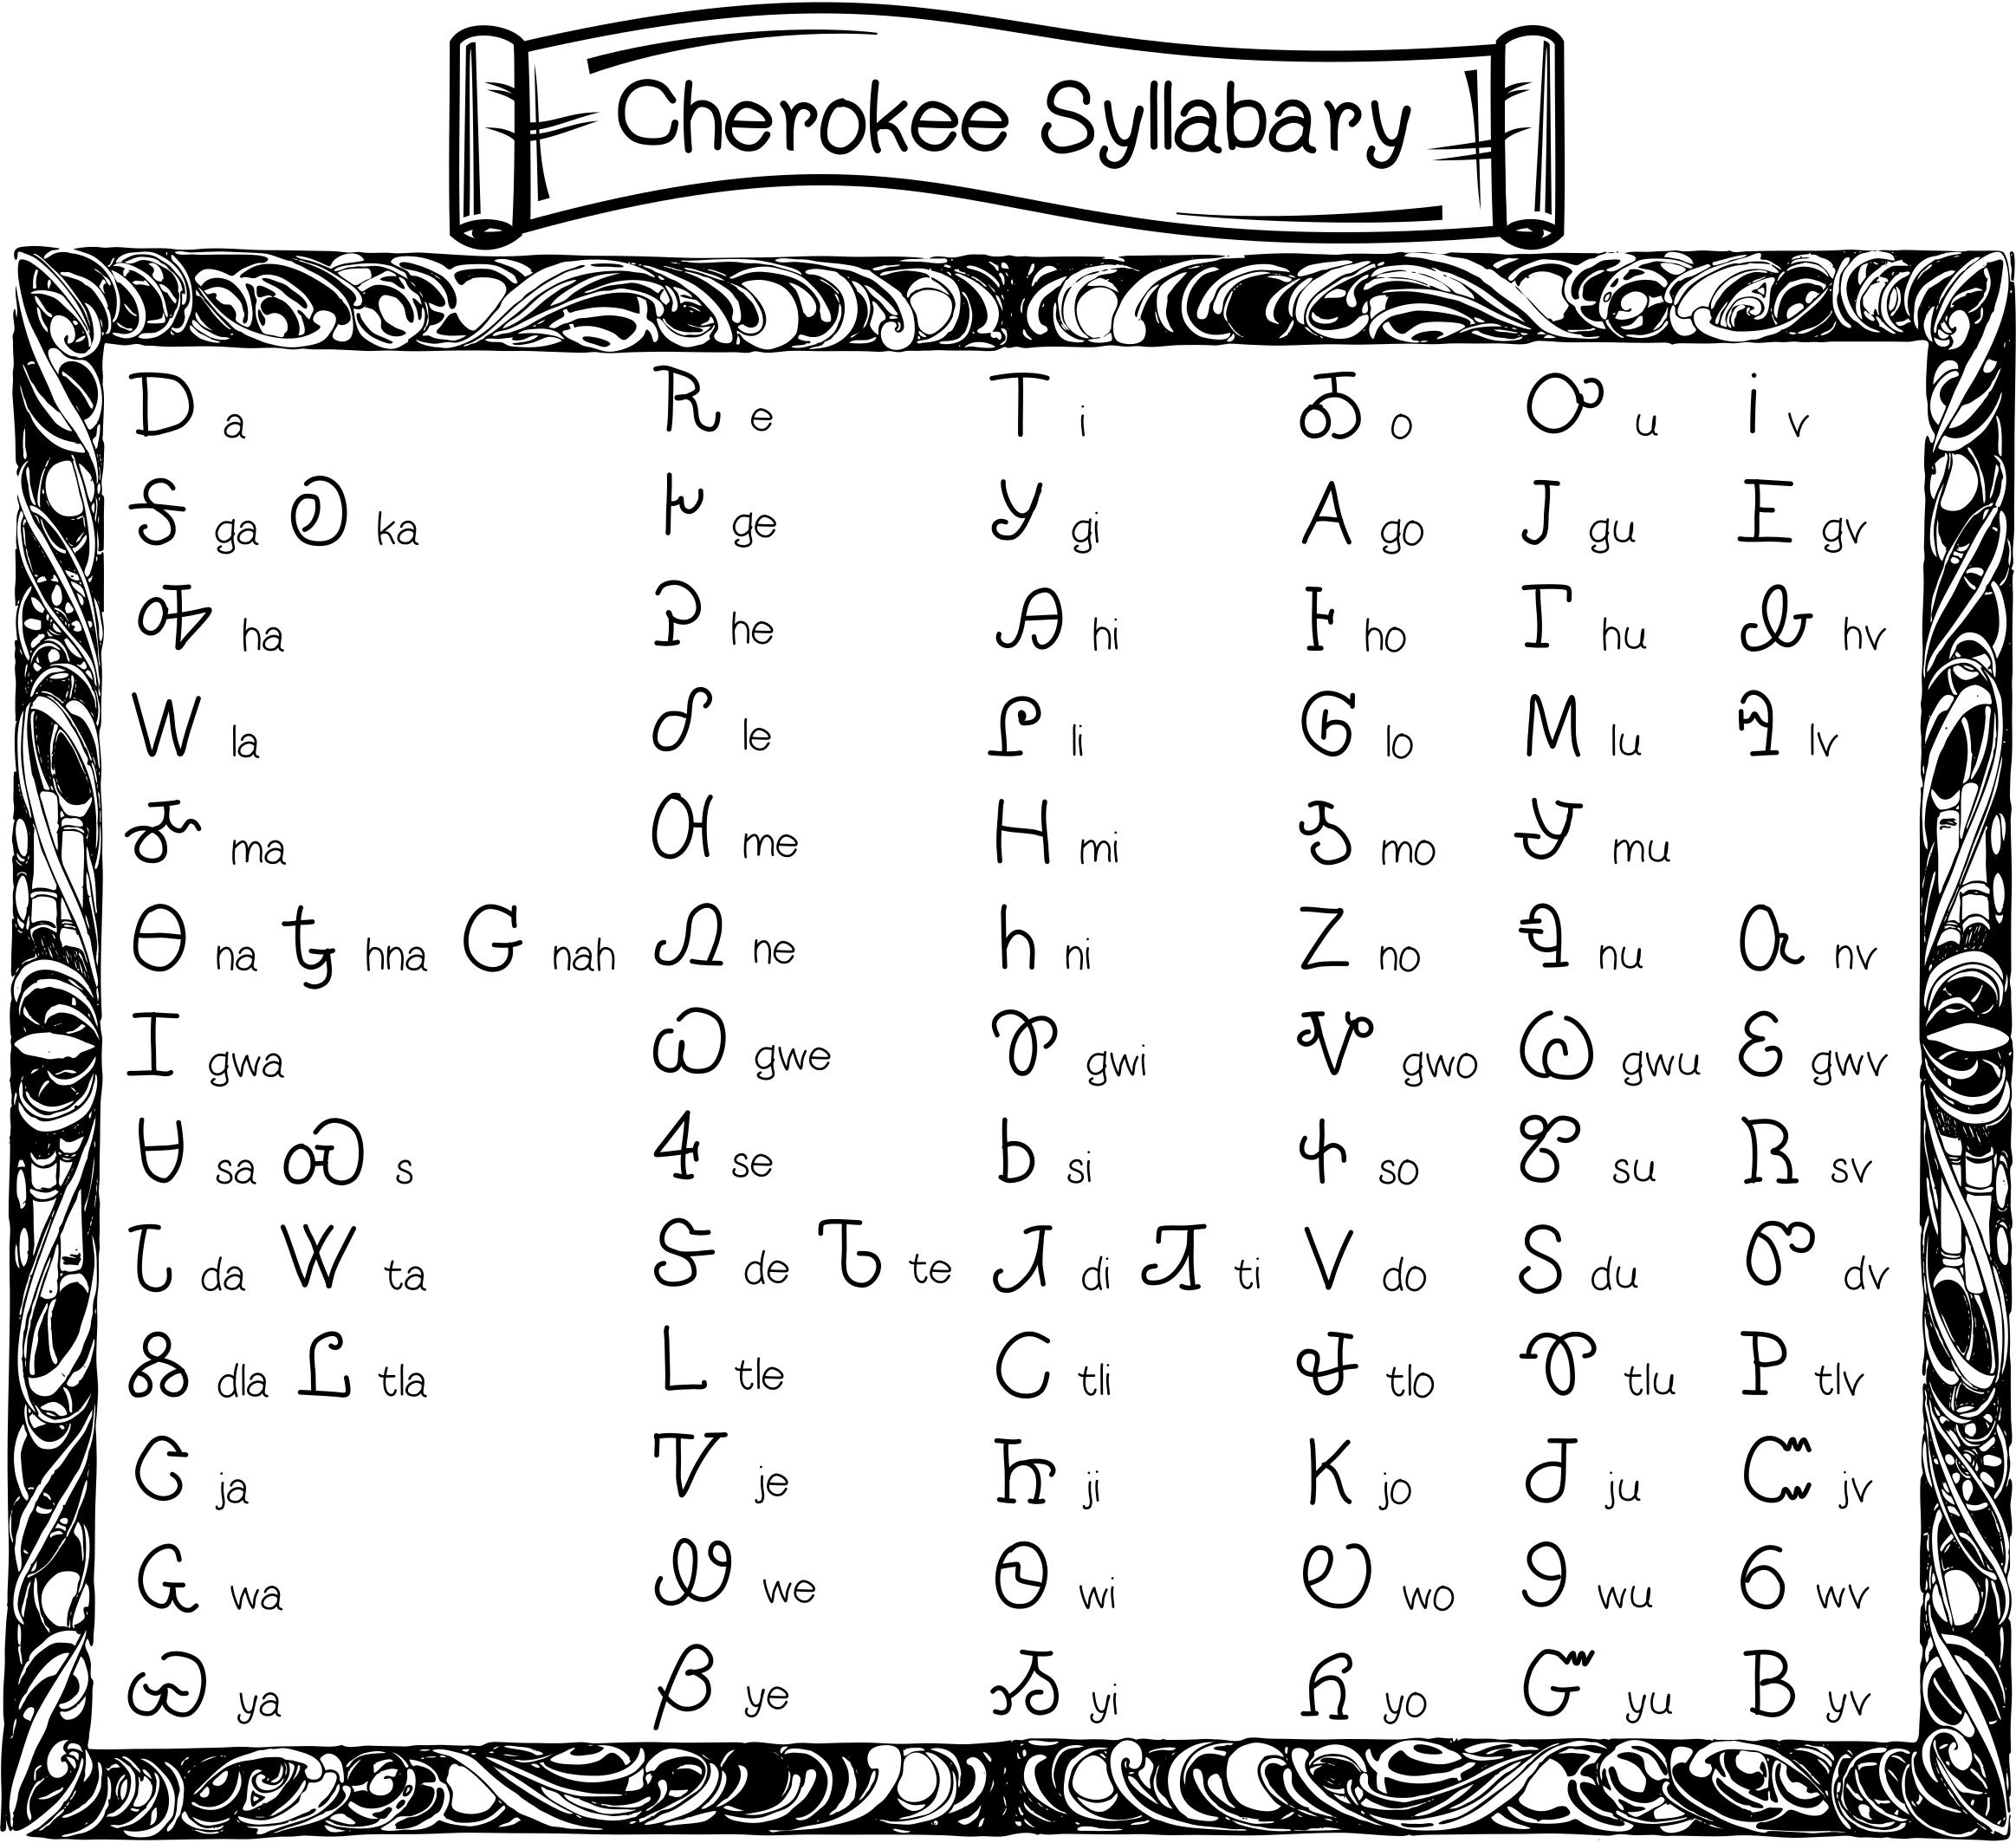 Cherokee Syllabary
Ꭰ a Ꭱ e Ꭲ i Ꭳ o Ꭴ u Ꭵ v
Ꭶ ga Ꭷ ka Ꭸ ge Ꭹ gi Ꭺ go Ꭻ gu Ꭼ gv
Ꭽ ha Ꭾ he Ꭿ hi Ꮀ ho Ꮁ hu Ꮂ hv
Ꮃ la Ꮄ le Ꮅ li Ꮆ lo Ꮇ lu Ꮈ lv
Ꮉ ma Ꮊ me Ꮋ mi Ꮌ mo Ꮍ mu
Ꮎ na Ꮏ hna Ꮐ nah Ꮑ ne Ꮒ ni Ꮓ no Ꮔ nu Ꮕ nv
Ꮖ gwa Ꮗ gwe Ꮘ gwi Ꮙ gwo Ꮚ gwu Ꮛ gwv
Ꮜ sa Ꮝ s Ꮞ se Ꮟ si Ꮠ so Ꮡ su Ꮢ sv
Ꮣ da Ꮤ ta Ꮥ de Ꮦ te Ꮧ di Ꮨ ti Ꮩ do Ꮪ du Ꮫ dv
Ꮬ dla Ꮭ tla Ꮮ tle Ꮯ tli Ꮰ tlo Ꮱ tlu Ꮲ tlv
Ꮳ ja Ꮴ je Ꮵ ji Ꮶ jo Ꮷ ju Ꮸ jv
Ꮹ wa Ꮺ we Ꮻ wi Ꮼ wo Ꮽ wu Ꮾ wv
Ꮿ ya Ᏸ ye Ᏹ yi Ᏺ yo Ᏻ yu Ᏼ yv